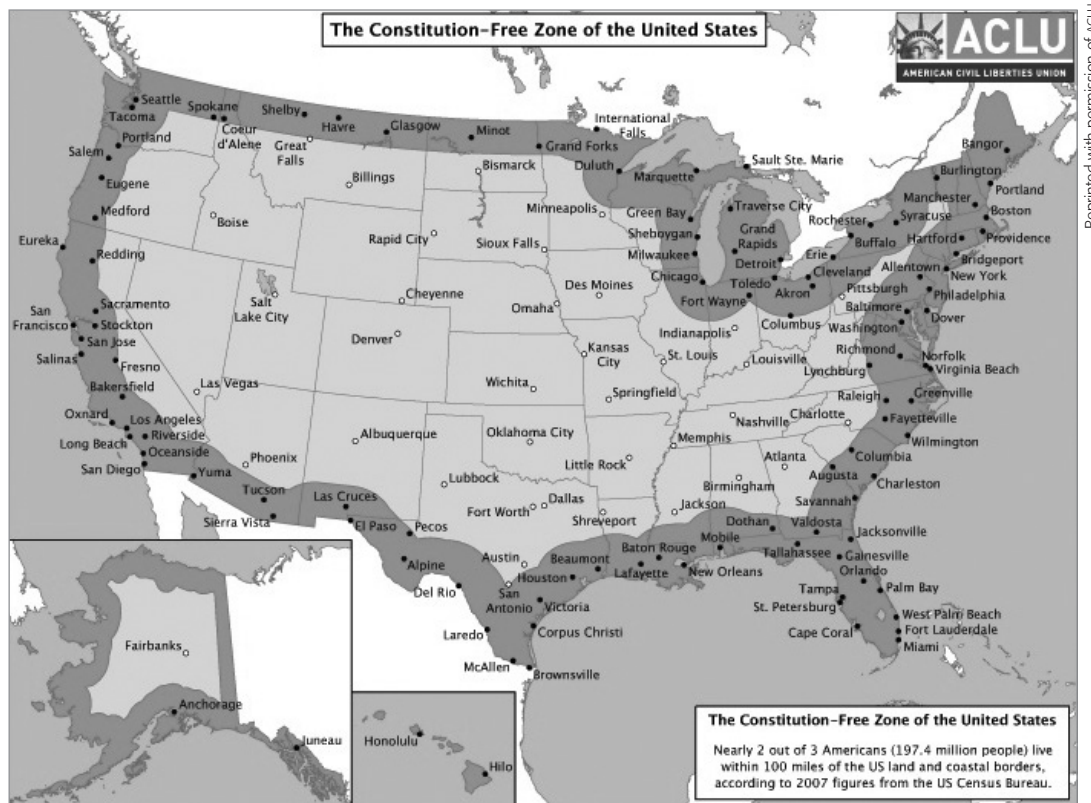 The Constitution-Free Zone of the United States
ACLU
AMERICAN CIVIL LIBERTIES UNION
Reprinted with permission of ACLU
Seattle
Tacoma
Spokane
Coeur
d'Alene
Shelby
Havre
Glasgow
Minot
Grand Forks
International
Falls
Great
Falls
Portland
Salem
Eugene
Medford
Billings
Bismarck
Duluth
Marquette
Sault Ste. Marie
Bangor
Burlington
Manchester
Portland
Boston
Boise
Rapid City
Minneapolis
Sioux Falls
Green Bay
Sheboygan
Milwaukee
Chicago
Traverse City
Grand
Rapids
Detroit
Toledo
Fort Wayne
Rochester
Syracuse
Buffalo
Erie
Cleveland
Akron
Hartford
Providence
Bridgeport
New York
Allentown
Pittsburgh
Philadelphia
Baltimore
Dover
Washington
Eureka
Redding
Sacramento
San
Francisco
Stockton
San Jose
Salinas
Fresno
Bakersfield
Salt
Lake City
Cheyenne
Denver
Omaha
Des Moines
Kansas
City
St. Louis
Indianapolis
Columbus
Louisville
Richmond
Lynchburg
Norfolk
Virginia Beach
Las Vegas
Wichita
Springfield
Raleigh
Greenville
Fayetteville
Wilmington
Oxnard
Los Angeles
Riverside
Long Beach
Oceanside
San Diego
Yuma
Phoenix
Tucson
Sierra Vista
Albuquerque
Las Cruces
El Paso
Oklahoma City
Lubbock
Fort Worth
Dallas
Little Rock
Memphis
Nashville
Charlotte
Atlanta
Birmingham
Jackson
Shreveport
Columbia
Augusta
Charleston
Savannah
Pecos
Alpine
Del Rio
Austin
San
Antonio
Houston
Beaumont
Victoria
Corpus Christi
Laredo
McAllen
Brownsville
Baton Rouge
Lafayette
New Orleans
Mobile
Dothan
Valdosta
Tallahassee
Jacksonville
Gainesville
Orlando
Palm Bay
Tampa
St. Petersburg
Cape Coral
West Palm Beach
Fort Lauderdale
Miami
Fairbanks
Anchorage
Juneau
Honolulu
Hilo
The Constitution-Free Zone of the United States
Nearly 2 out of 3 Americans (197.4 million people) live
within 100 miles of the US land and coastal borders,
according to 2007 figures from the US Census Bureau.